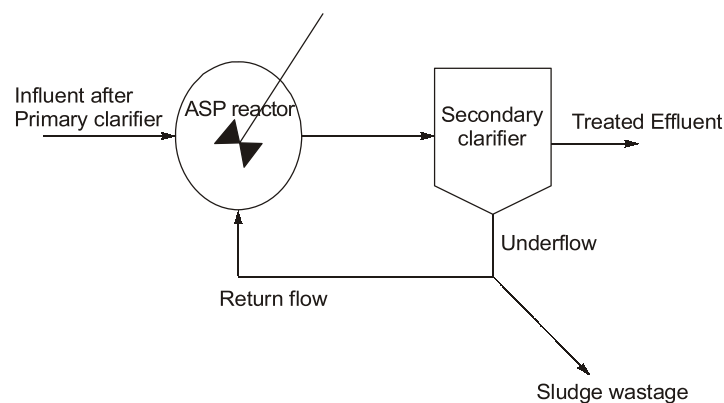 Influent after
Primary clarifier
ASP reactor
Secondary
clarifier
Treated Effluent
Underflow
Return flow
Sludge wastage